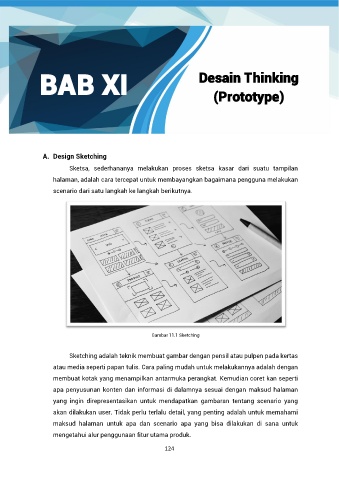 BAB XI
Desain Thinking
(Prototype)
A. Design Sketching
Sketsa, sederhananya melakukan proses sketsa kasar dari suatu tampilan
halaman, adalah cara tercepat untuk membayangkan bagaimana pengguna melakukan
scenario dari satu langkah ke langkah berikutnya.
Gambar 11.1 Sketching
Sketching adalah teknik membuat gambar dengan pensil atau pulpen pada kertas
atau media seperti papan tulis. Cara paling mudah untuk melakukannya adalah dengan
membuat kotak yang menampilkan antarmuka perangkat. Kemudian coret kan seperti
apa penyusunan konten dan informasi di dalamnya sesuai dengan maksud halaman
yang ingin direpresentasikan untuk mendapatkan gambaran tentang scenario yang
akan dilakukan user. Tidak perlu terlalu detail, yang penting adalah untuk memahami
maksud halaman untuk apa dan scenario apa yang bisa dilakukan di sana untuk
mengetahui alur penggunaan fitur utama produk.
124